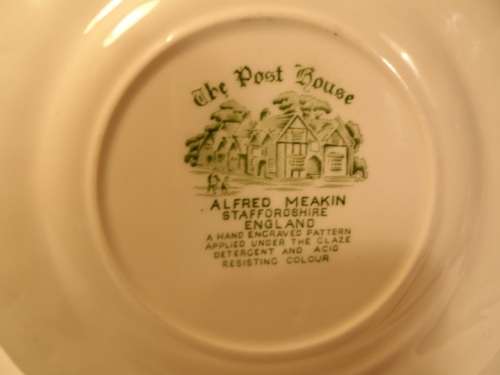 The Post House
ALFRED MEAKIN
STAFFORDSHIRE
ENGLAND
A HAND ENGRAVED PATTERN
APPLIED UNDER THE GLAZE
DETERGENT AND ACID
RESISTING COLOUR